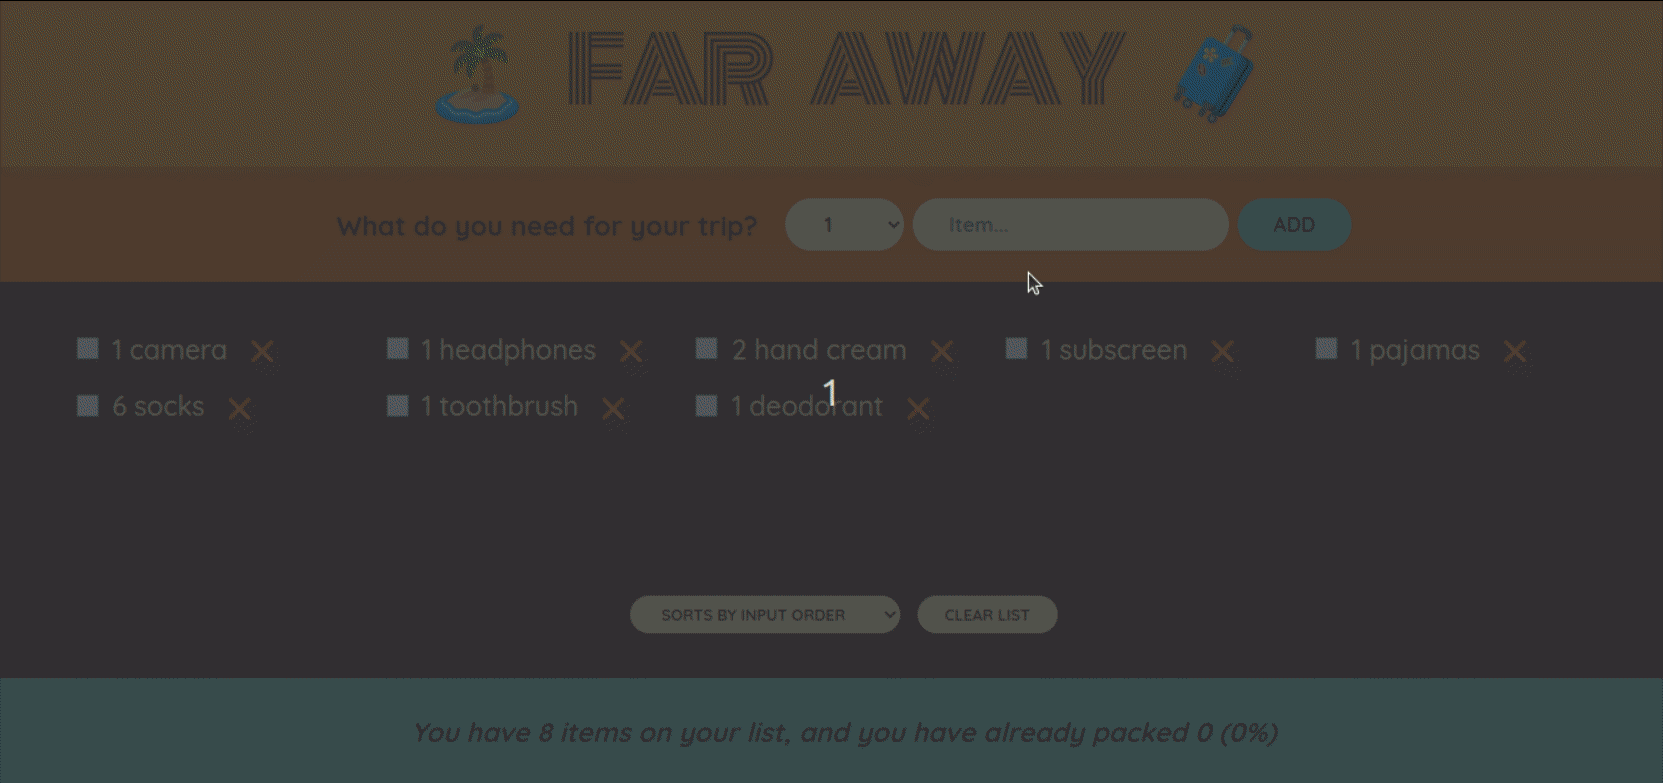 FAR AWAY
What do you need for your trip? 1 Item... ADD
1 camera 1 headphones 2 hand cream 1 subscreen 1 pajamas
6 socks 1 toothbrush 1 deodorant
1
SORTS BY INPUT ORDER CLEAR LIST
You have 8 items on your list, and you have already packed 0 (0%)